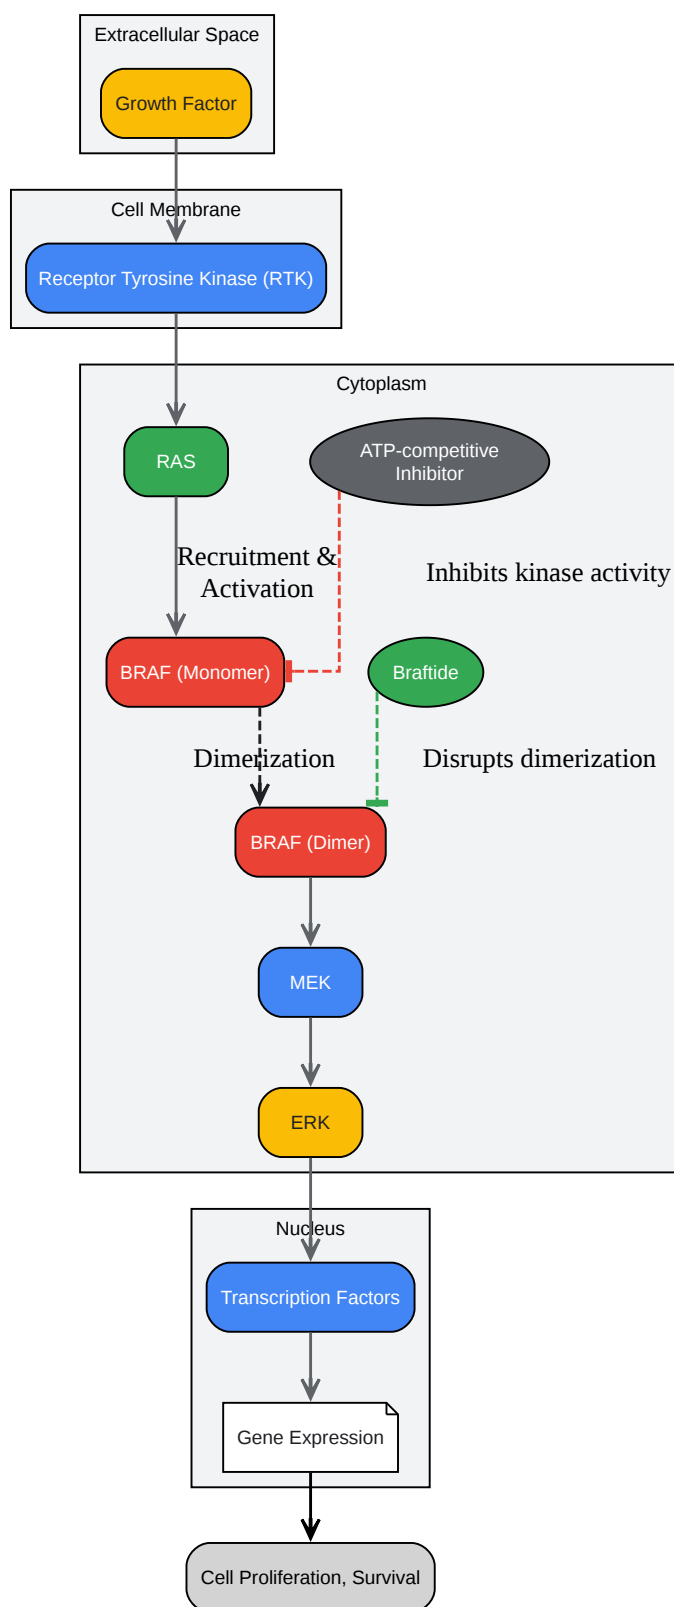 Extracellular Space
Growth Factor
Cell Membrane
Receptor Tyrosine Kinase (RTK)
Cytoplasm
RAS
ATP-competitive
Inhibitor
Recruitment &
Activation
Inhibits kinase activity
BRAF (Monomer)
Braftide
Dimerization
Disrupts dimerization
BRAF (Dimer)
MEK
ERK
Nucleus
Transcription Factors
Gene Expression
Cell Proliferation, Survival